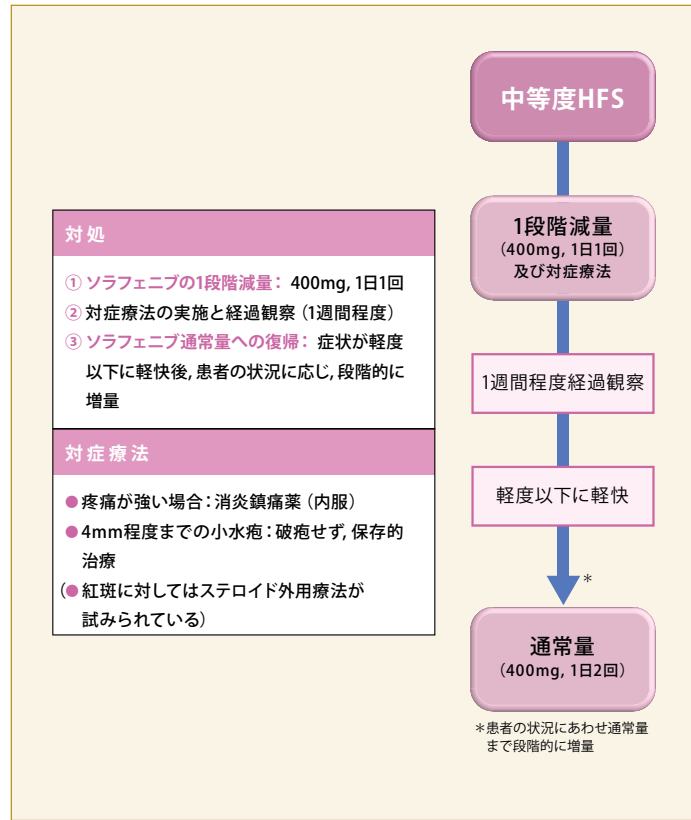 中等度HFS
1段階減量
(400mg, 1日1回)
及び対症療法
1週間程度経過観察
軽度以下に軽快
*
通常量
(400mg, 1日2回)
*患者の状況にあわせ通常量
まで段階的に増量
対処
① ソラフェニブの1段階減量： 400mg, 1日1回
② 対症療法の実施と経過観察 (1週間程度)
③ ソラフェニブ通常量への復帰： 症状が軽度
以下に軽快後, 患者の状況に応じ, 段階的に
増量
対症療法
●疼痛が強い場合：消炎鎮痛薬 (内服)
●4mm程度までの小水疱：破疱せず, 保存的
治療
(●紅斑に対してはステロイド外用療法が
試みられている)